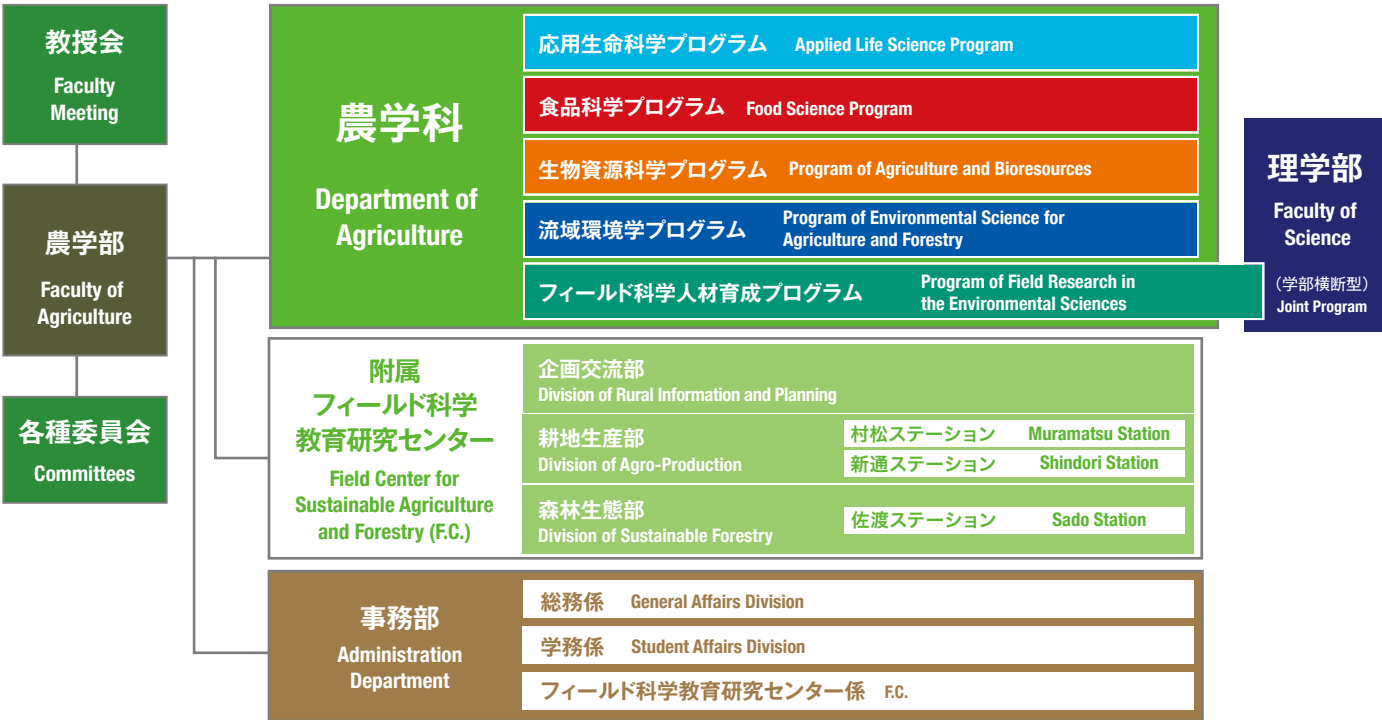 教授会
Faculty
Meeting
農学部
Faculty of
Agriculture
各種委員会
Committees
農学科
Department of
Agriculture
応用生命科学プログラム Applied Life Science Program
食品科学プログラム Food Science Program
生物資源科学プログラム Program of Agriculture and Bioresources
流域環境学プログラム Program of Environmental Science for
Agriculture and Forestry
フィールド科学人材育成プログラム Program of Field Research in
the Environmental Sciences
理学部
Faculty of
Science
（学部横断型）
Joint Program
附属
フィールド科学
教育研究センター
Field Center for
Sustainable Agriculture
and Forestry (F.C.)
企画交流部
Division of Rural Information and Planning
耕地生産部
Division of Agro-Production
村松ステーション Muramatsu Station
新通ステーション Shindori Station
森林生態部
Division of Sustainable Forestry
佐渡ステーション Sado Station
事務部
Administration
Department
総務係 General Affairs Division
学務係 Student Affairs Division
フィールド科学教育研究センター係 F.C.